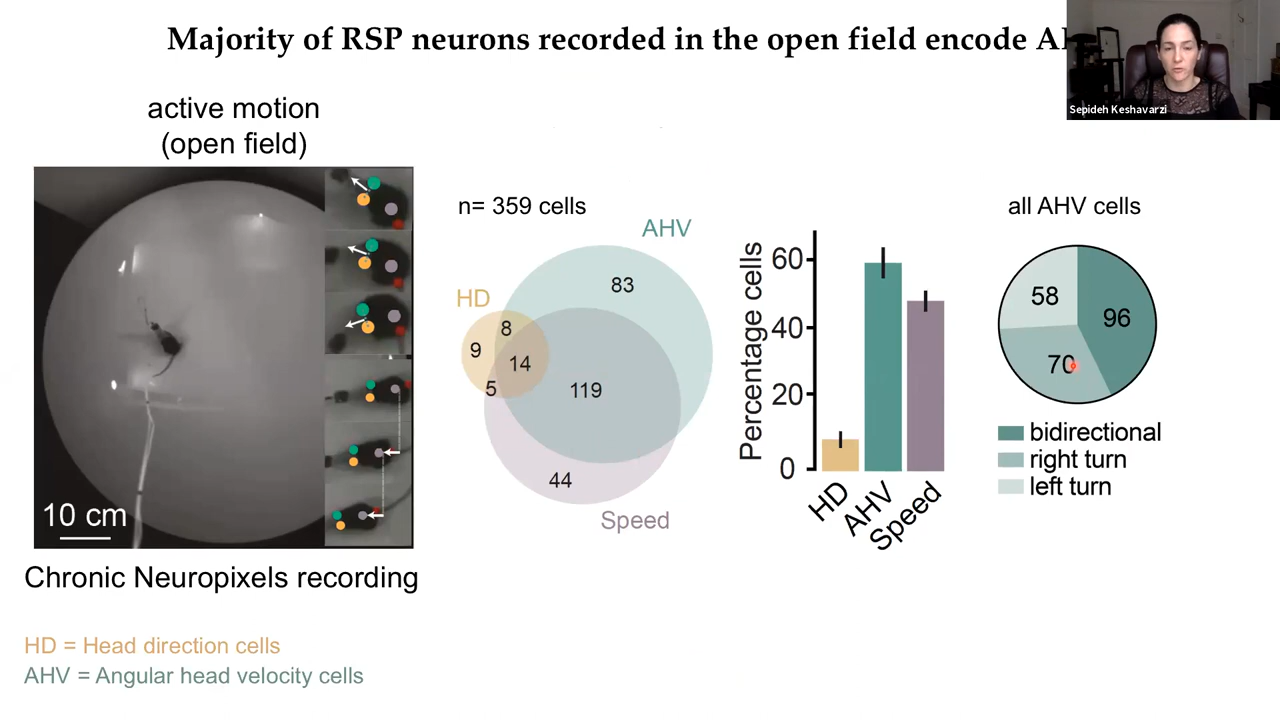 Majority of RSP neurons recorded in the open field encode
Sepideh Keshavarzi
active motion
(open field)
10 cm
Chronic Neuropixels recording
HD = Head direction cells
AHV = Angular head velocity cells
n= 359 cells
AHV
HD
Speed
83
8
9
14
5
119
44
Percentage cells
60
40
20
0
HD
AHV
Speed
all AHV cells
58
96
70
bidirectional
right turn
left turn